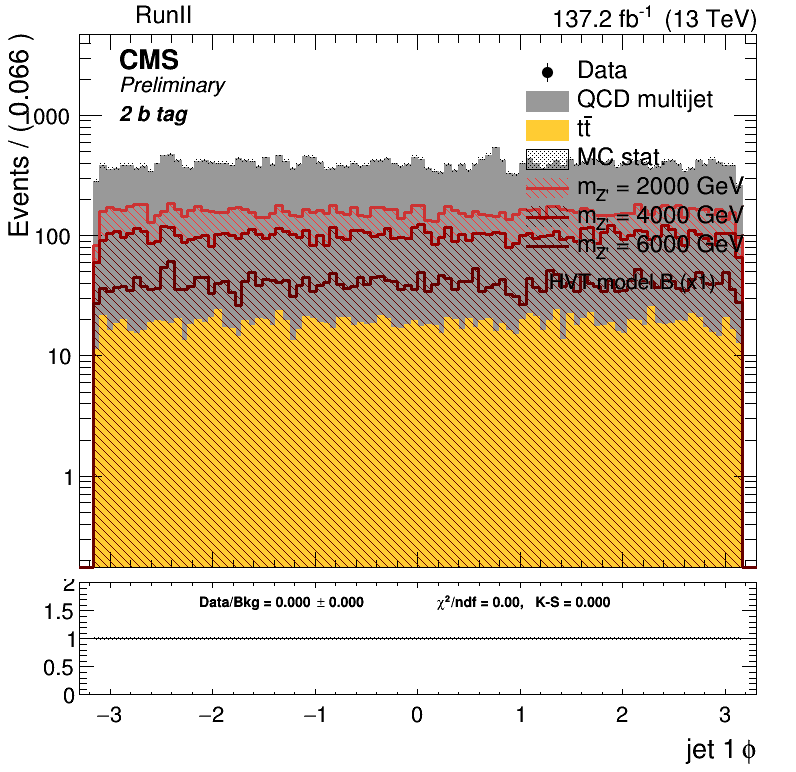 RunII
137.2 fb⁻¹ (13 TeV)
CMS
Preliminary
2 b tag
Data
QCD multijet
tt̄
MC stat.
m_Z' = 2000 GeV
m_Z' = 4000 GeV
m_Z' = 6000 GeV
HVT model B (x1)
Events / ( 0.066 )
1000
100
10
1
Data/Bkg = 0.000 ± 0.000
χ²/ndf = 0.00, K-S = 0.000
2
1.5
1
0.5
0
−3 −2 −1 0 1 2 3
jet 1 ϕ